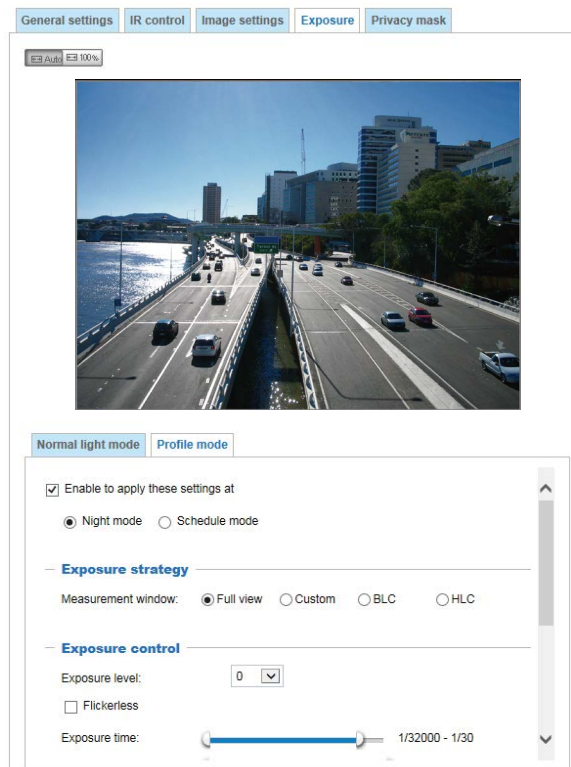 General settings IR control Image settings Exposure Privacy mask
Auto 100%
Normal light mode Profile mode
Enable to apply these settings at
Night mode Schedule mode
Exposure strategy
Measurement window: Full view Custom BLC HLC
Exposure control
Exposure level: 0
Flickerless
Exposure time: 1/32000 - 1/30